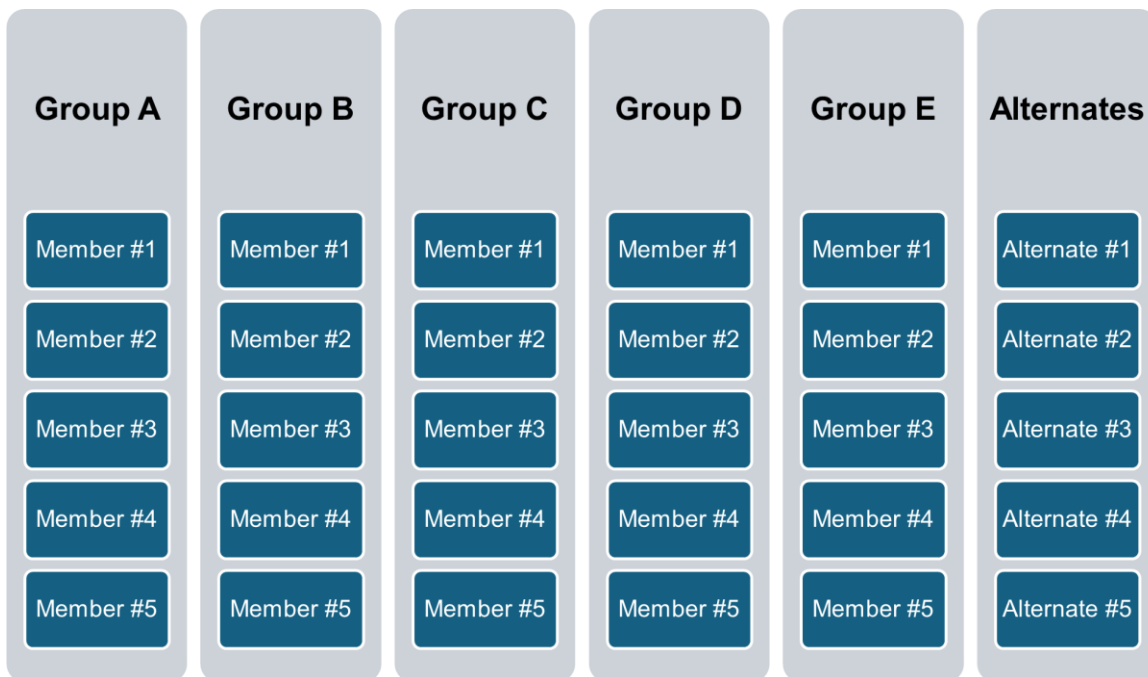 Group A
Member #1
Member #2
Member #3
Member #4
Member #5
Group B
Member #1
Member #2
Member #3
Member #4
Member #5
Group C
Member #1
Member #2
Member #3
Member #4
Member #5
Group D
Member #1
Member #2
Member #3
Member #4
Member #5
Group E
Member #1
Member #2
Member #3
Member #4
Member #5
Alternates
Alternate #1
Alternate #2
Alternate #3
Alternate #4
Alternate #5